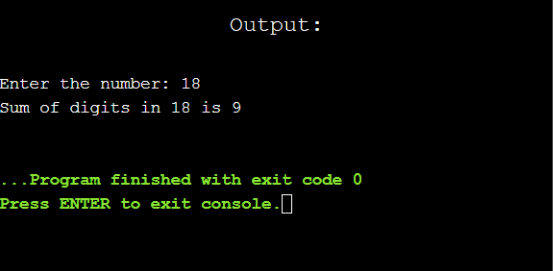 Output:
Enter the number: 18
Sum of digits in 18 is 9
...Program finished with exit code 0
Press ENTER to exit console.